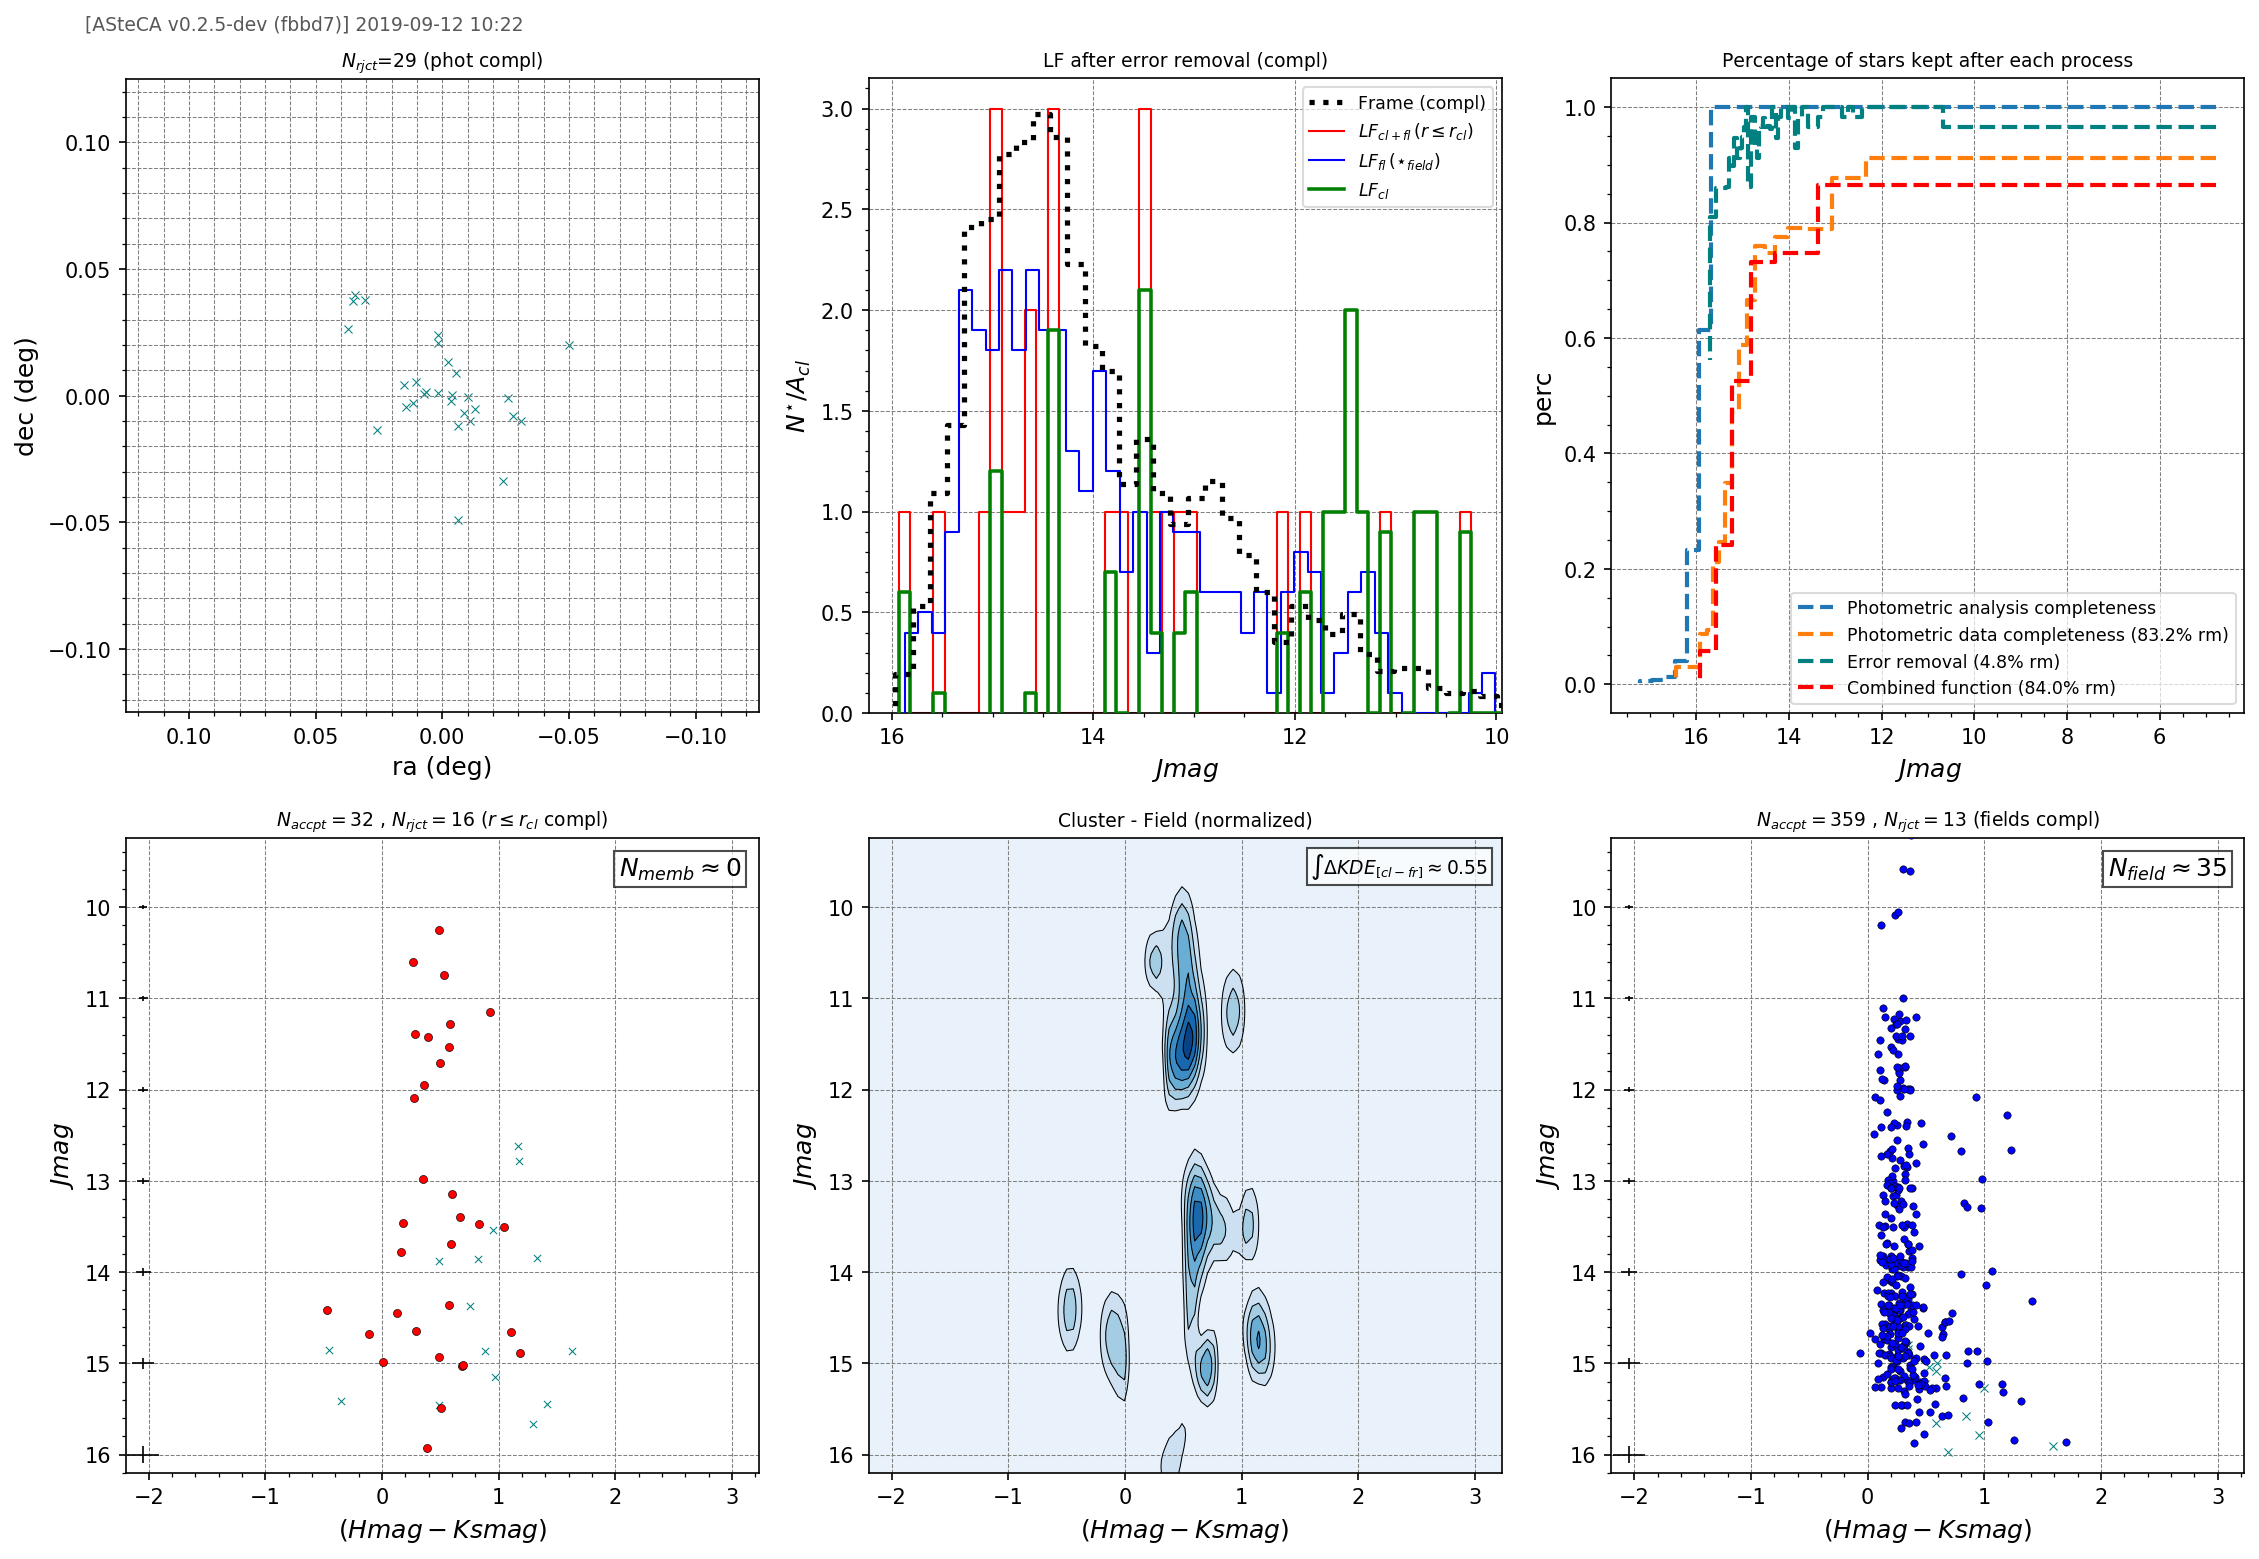 [ASteCA v0.2.5-dev (fbbd7)] 2019-09-12 10:22
N_rjct=29 (phot compl)
0.10
0.05
0.00
−0.05
−0.10
dec (deg)
0.10 0.05 0.00 −0.05 −0.10
ra (deg)
LF after error removal (compl)
Frame (compl)
LF_cl+fl (r ≤ r_cl)
LF_fl (⋆field)
LF_cl
3.0
2.5
2.0
1.5
1.0
0.5
0.0
N⋆/A_cl
16 14 12 10
Jmag
Percentage of stars kept after each process
1.0
0.8
0.6
0.4
0.2
0.0
perc
Photometric analysis completeness
Photometric data completeness (83.2% rm)
Error removal (4.8% rm)
Combined function (84.0% rm)
16 14 12 10 8 6
Jmag
N_accpt = 32 , N_rjct = 16 (r ≤ r_cl compl)
N_memb ≈ 0
10
11
12
13
14
15
16
Jmag
−2 −1 0 1 2 3
(Hmag − Ksmag)
Cluster - Field (normalized)
∫ΔKDE_[cl−fr] ≈ 0.55
10
11
12
13
14
15
16
Jmag
−2 −1 0 1 2 3
(Hmag − Ksmag)
N_accpt = 359 , N_rjct = 13 (fields compl)
N_field ≈ 35
10
11
12
13
14
15
16
Jmag
−2 −1 0 1 2 3
(Hmag − Ksmag)